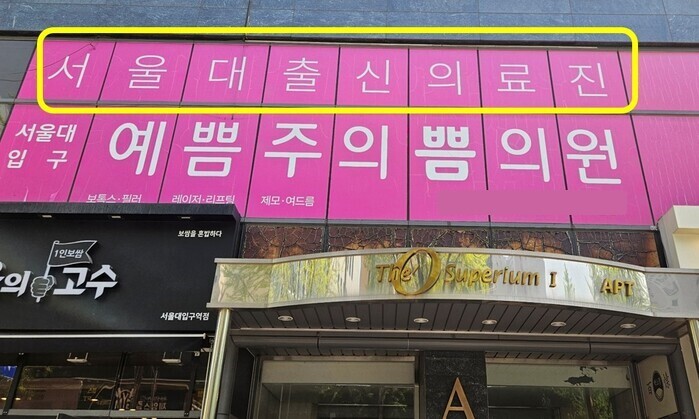 서울대출신의료진
서울대
입구
예쁨주의쁨의원
보톡스·필러 레이저·리프팅 제모·여드름
보쌈을 혼밥하다
1인보쌈
의 고수
서울대입구역점
The Superium I APT
A